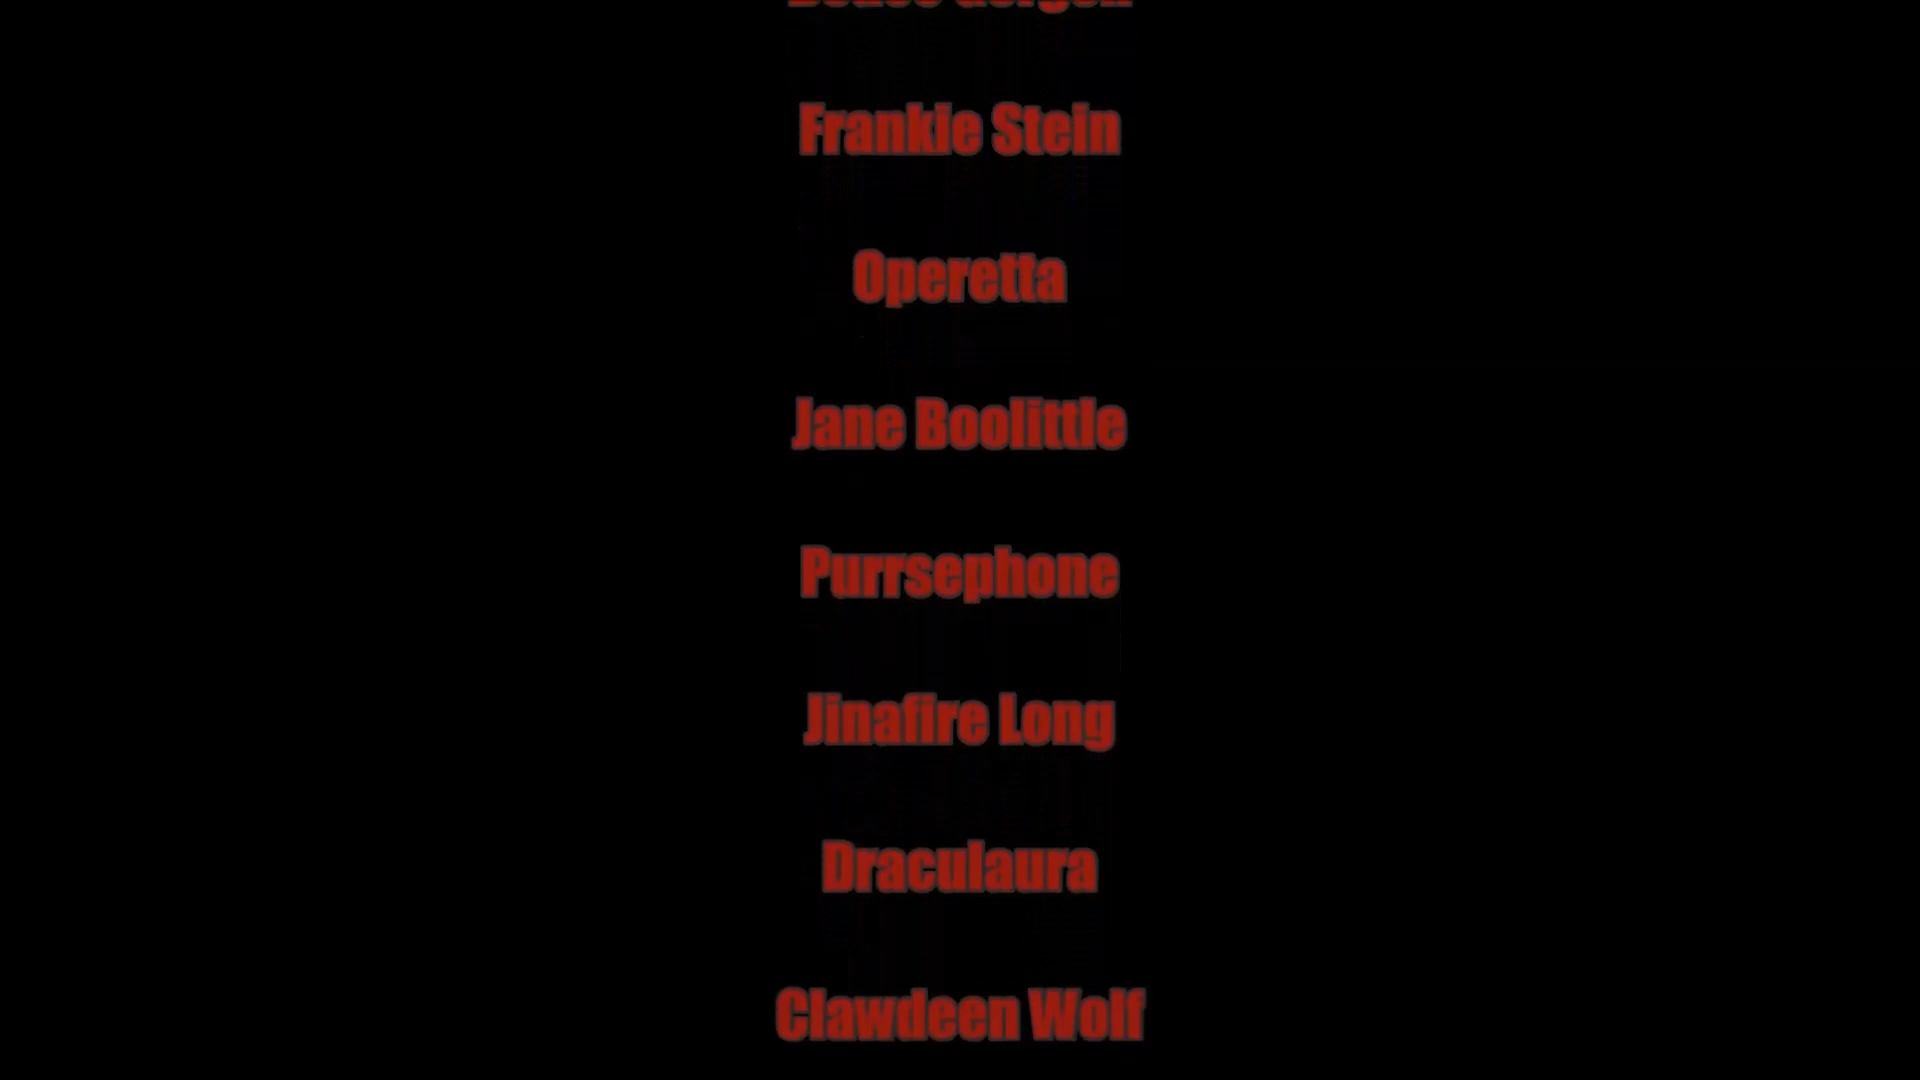 Frankie Stein
Operetta
Jane Boolittle
Purrsephone
Jinafire Long
Draculaura
Clawdeen Wolf